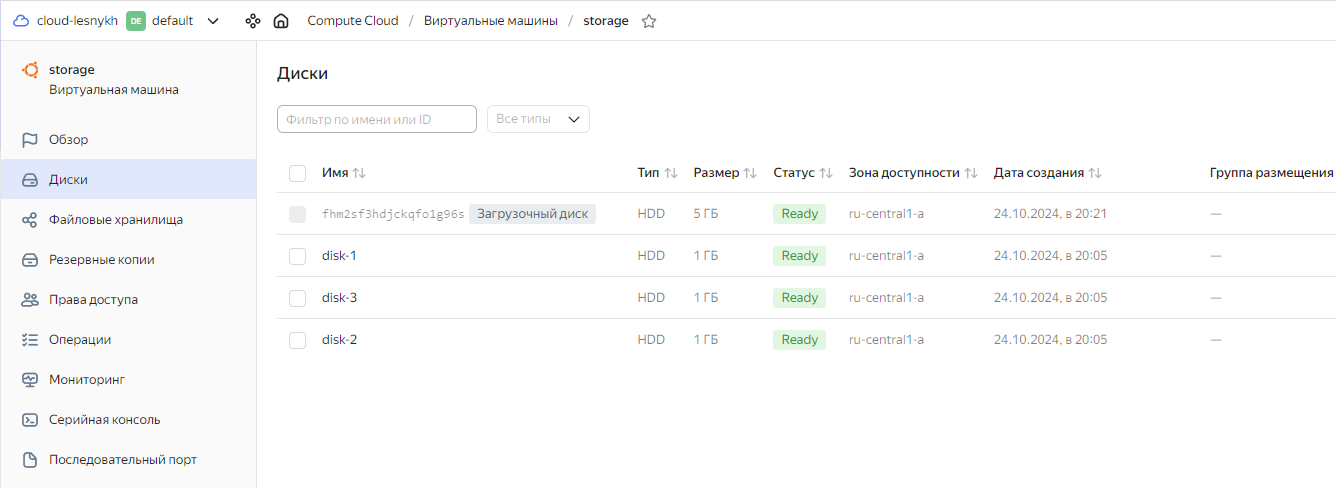 cloud-lesnykh DE default Compute Cloud / Виртуальные машины / storage
storage
Виртуальная машина
Обзор
Диски
Файловые хранилища
Резервные копии
Права доступа
Операции
Мониторинг
Серийная консоль
Последовательный порт
Диски
Фильтр по имени или ID Все типы
Имя Тип Размер Статус Зона доступности Дата создания Группа размещения
fhm2sf3hdjckqfo1g96s Загрузочный диск HDD 5 ГБ Ready ru-central1-a 24.10.2024, в 20:21 —
disk-1 HDD 1 ГБ Ready ru-central1-a 24.10.2024, в 20:05 —
disk-3 HDD 1 ГБ Ready ru-central1-a 24.10.2024, в 20:05 —
disk-2 HDD 1 ГБ Ready ru-central1-a 24.10.2024, в 20:05 —